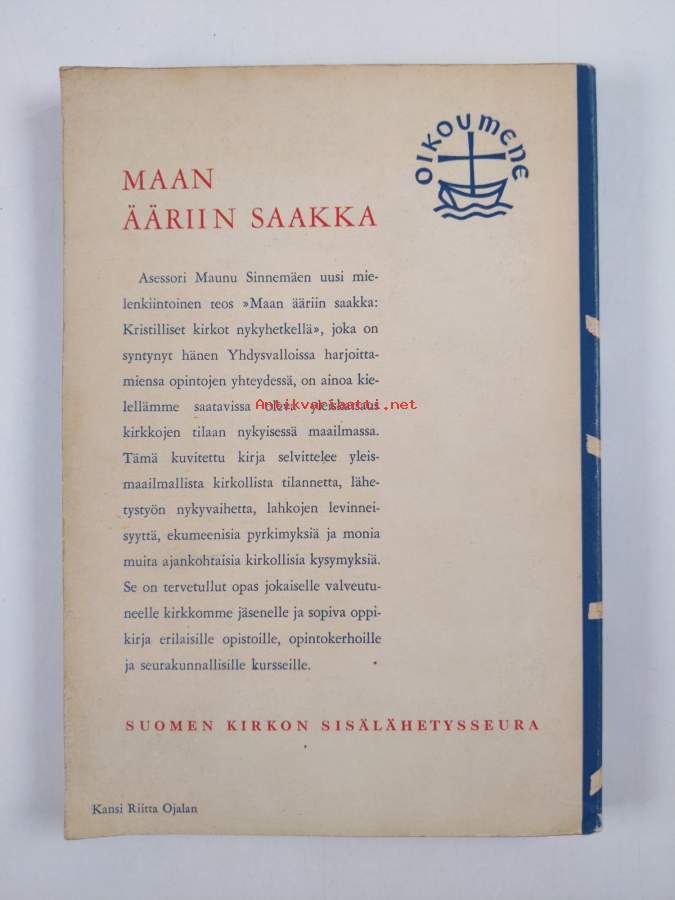 OIKOUMENE
MAAN
ÄÄRIIN SAAKKA
Asessori Maunu Sinnemäen uusi mie-
lenkiintoinen teos »Maan ääriin saakka:
Kristilliset kirkot nykyhetkellä», joka on
syntynyt hänen Yhdysvalloissa harjoitta-
miensa opintojen yhteydessä, on ainoa kie-
lellämme saatavissa oleva yleiskatsaus
Antikvariaatti.net
kirkkojen tilaan nykyisessä maailmassa.
Tämä kuvitettu kirja selvittelee yleis-
maailmallista kirkollista tilannetta, lähe-
tystyön nykyvaihetta, lahkojen levinnei-
syyttä, ekumeenisia pyrkimyksiä ja monia
muita ajankohtaisia kirkollisia kysymyksiä.
Se on tervetullut opas jokaiselle valveutu-
neelle kirkkomme jäsenelle ja sopiva oppi-
kirja erilaisille opistoille, opintokerhoille
ja seurakunnallisille kursseille.
SUOMEN KIRKON SISÄLÄHETYSSEURA
Kansi Riitta Ojalan